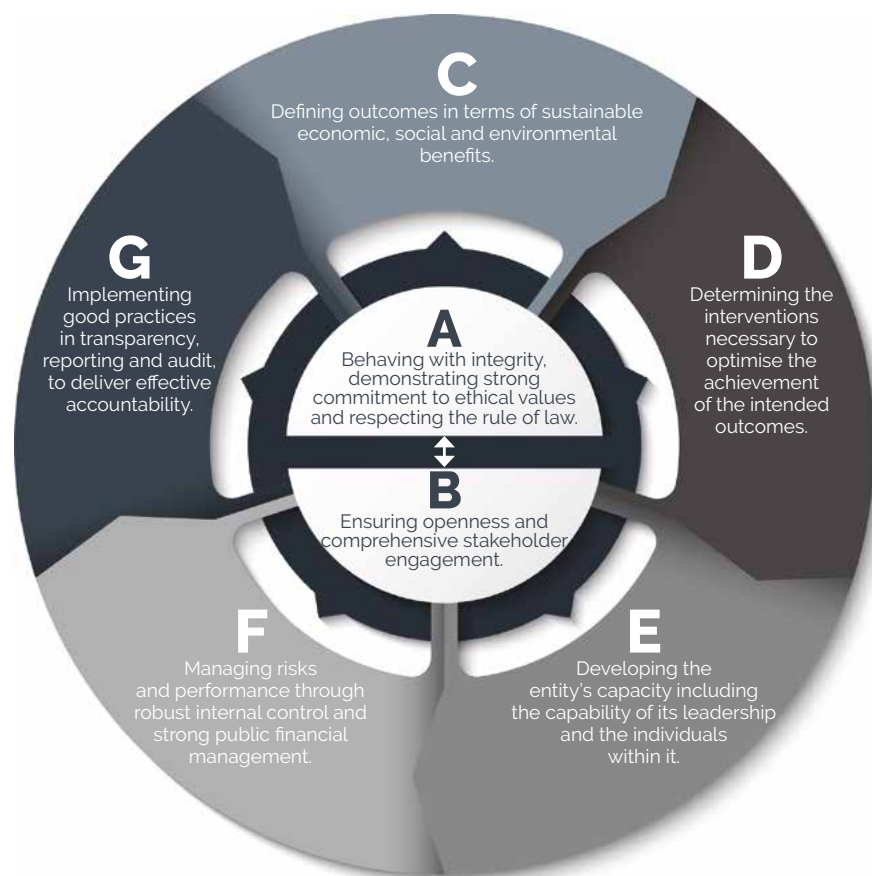 C
Defining outcomes in terms of sustainable
economic, social and environmental
benefits.
G
Implementing
good practices
in transparency,
reporting and audit,
to deliver effective
accountability.
D
Determining the
interventions
necessary to
optimise the
achievement
of the intended
outcomes.
A
Behaving with integrity,
demonstrating strong
commitment to ethical values
and respecting the rule of law.
B
Ensuring openness and
comprehensive stakeholder
engagement.
F
Managing risks
and performance through
robust internal control and
strong public financial
management.
E
Developing the
entity's capacity including
the capability of its leadership
and the individuals
within it.